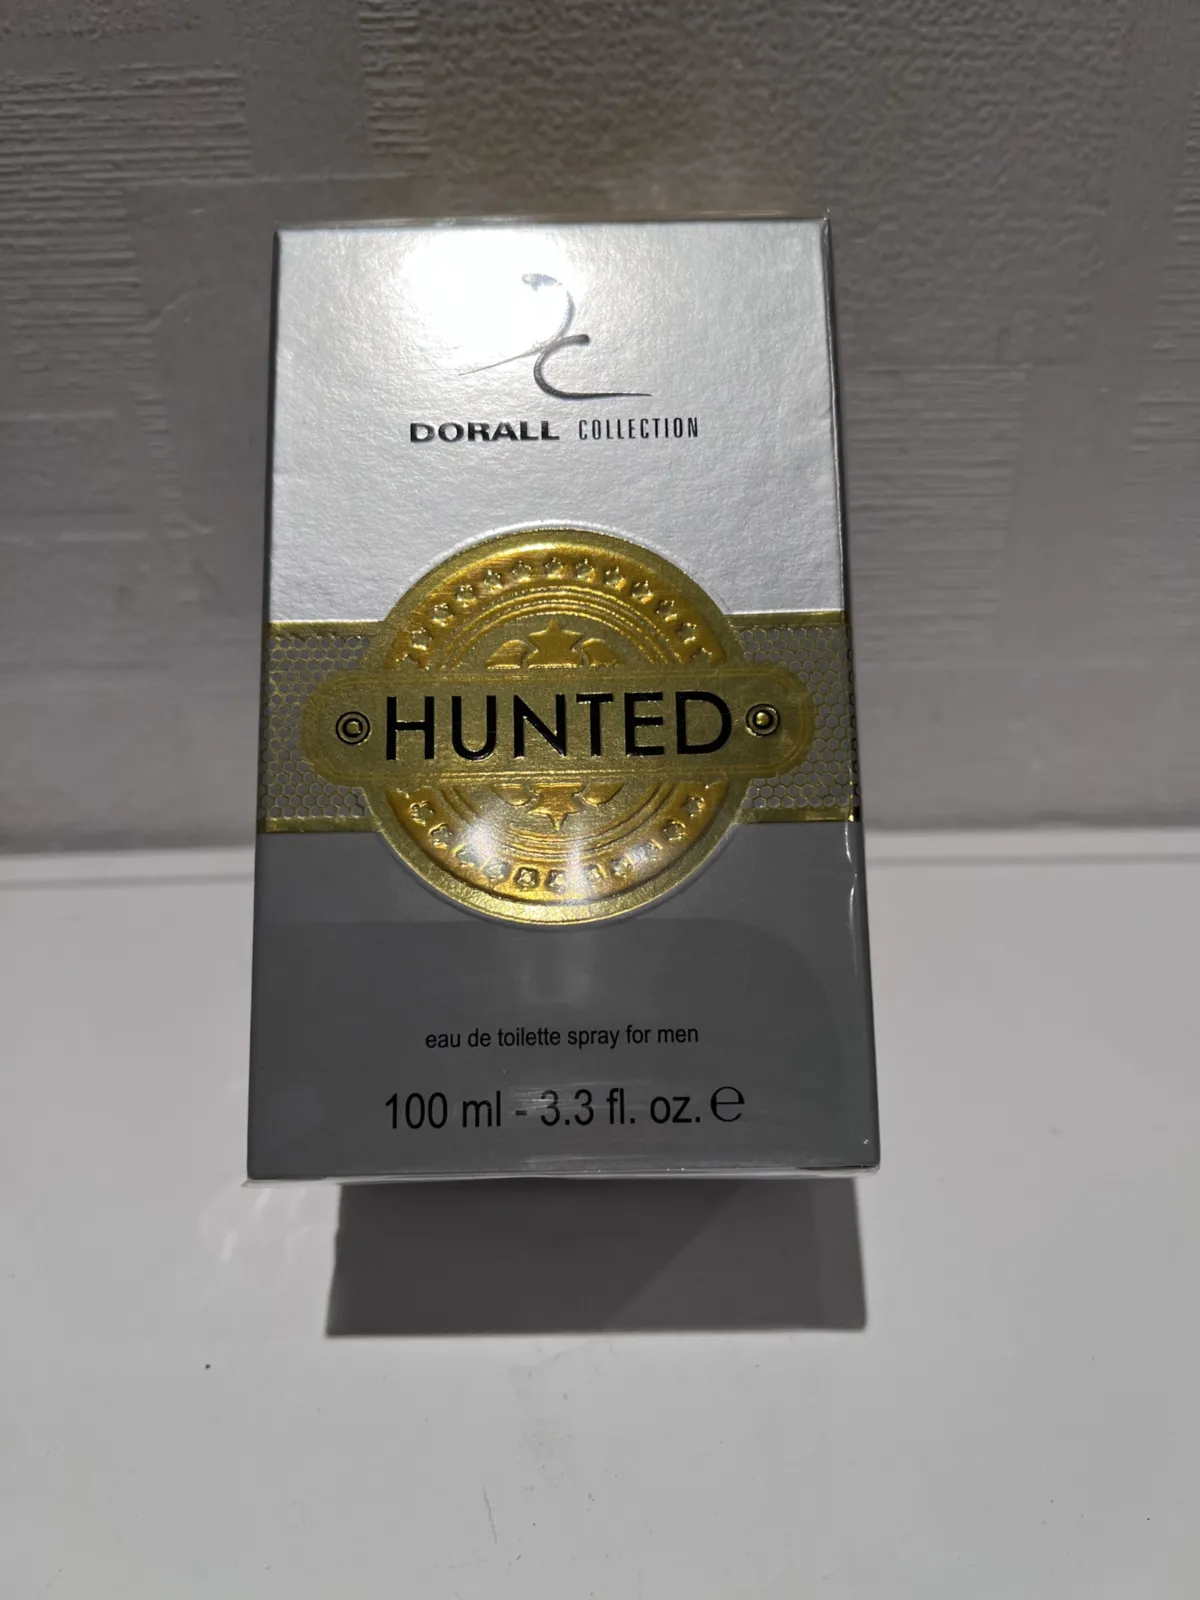 DORALL COLLECTION
HUNTED
eau de toilette spray for men
100 ml - 3.3 fl. oz. ℮